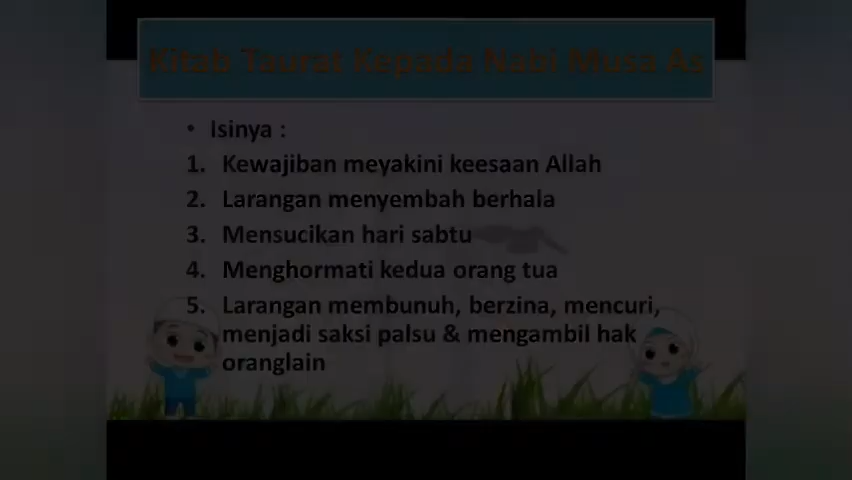 Kitab Taurat Kepada Nabi Musa As
• Isinya :
1. Kewajiban meyakini keesaan Allah
2. Larangan menyembah berhala
3. Mensucikan hari sabtu
4. Menghormati kedua orang tua
5. Larangan membunuh, berzina, mencuri,
menjadi saksi palsu & mengambil hak
oranglain